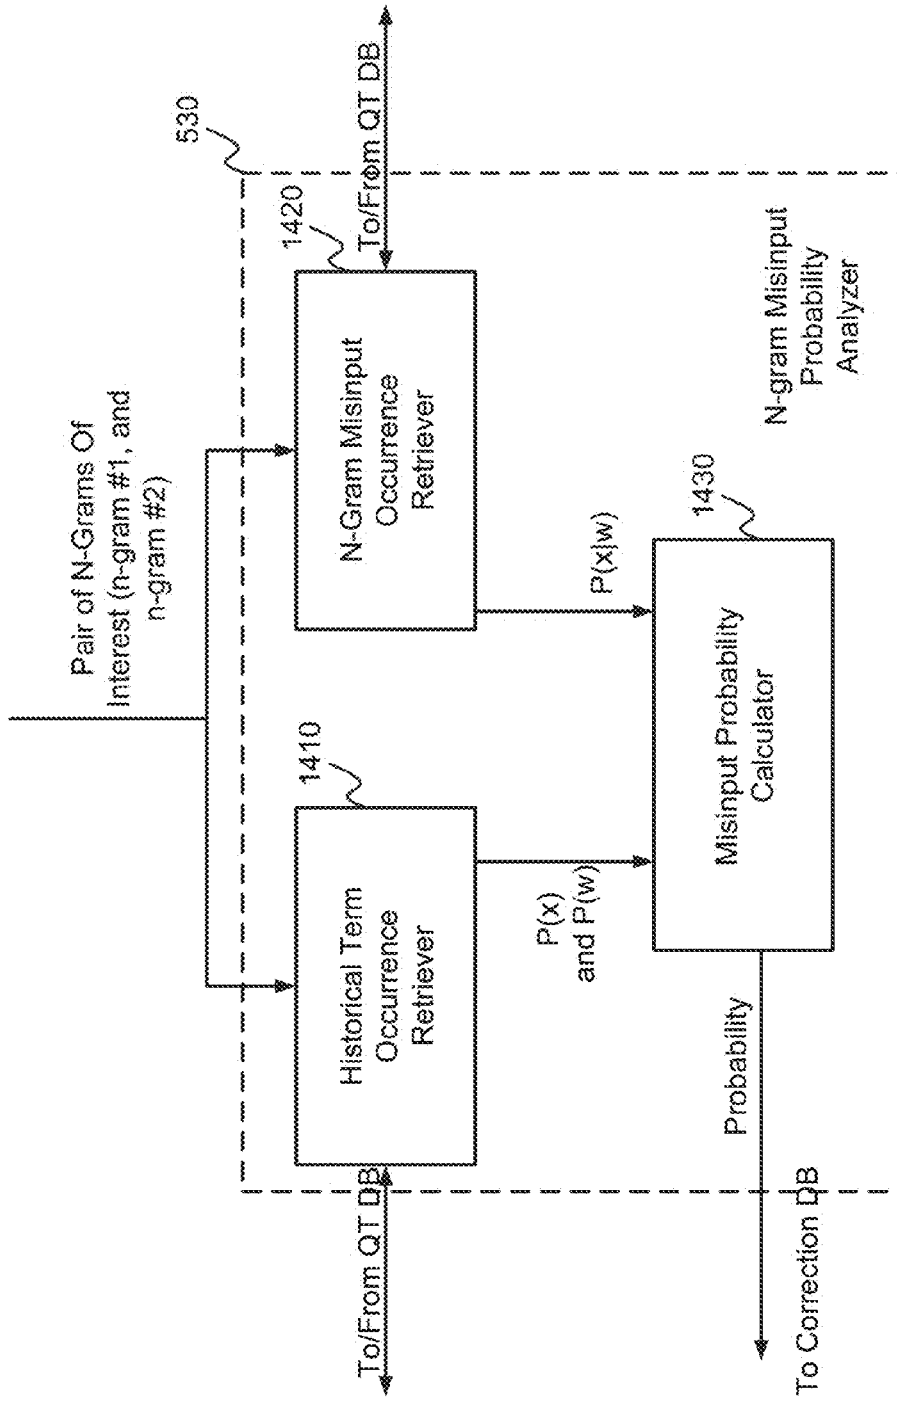 Pair of N-Grams Of
Interest (n-gram #1, and
n-gram #2)
530
1410
1420
To/From QT DB
Historical Term
Occurrence
Retriever
N-Gram Misinput
Occurrence
Retriever
To/From QT DB
P(x)
and P(w)
P(x|w)
1430
Misinput Probability
Calculator
Probability
To Correction DB
N-gram Misinput
Probability
Analyzer